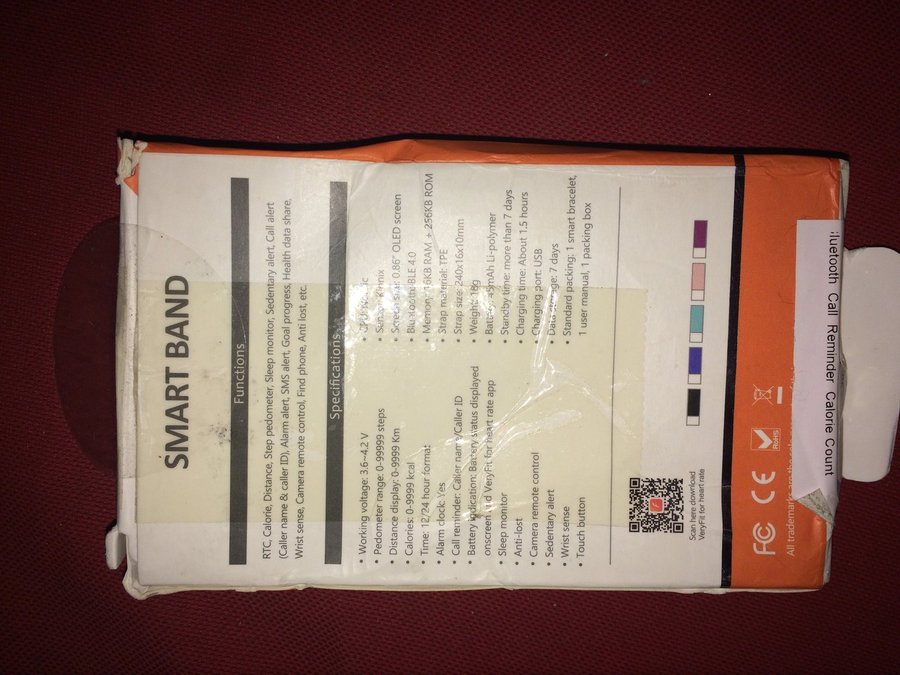 SMART BAND
Functions
RTC, Calorie, Distance, Step pedometer, Sleep monitor, Sedentary alert, Call alert
(Caller name & caller ID), Alarm alert, SMS alert, Goal progress, Health data share,
Wrist sense, Camera remote control, Find phone, Anti lost, etc.
Specifications
• Working voltage: 3.6~4.2 V
• Pedometer range: 0-99999 steps
• Distance display: 0-9999 Km
• Calories: 0-9999 kcal
• Time: 12/24 hour format
• Alarm clock: Yes
• Call reminder: Caller name/Caller ID
• Battery indication: Battery status displayed
onscreen and VeryFit for heart rate app
• Sleep monitor
• Anti-lost
• Camera remote control
• Sedentary alert
• Wrist sense
• Touch button
• Screen size: 0.86" OLED screen
• Bluetooth: BLE 4.0
• Memory: 16KB RAM + 256KB ROM
• Strap material: TPE
• Strap size: 240x16x10mm
• Weight: 18g
• Battery: 45mAh Li-polymer
• Standby time: more than 7 days
• Charging time: About 1.5 hours
• Charging port: USB
• Data storage: 7 days
• Standard packing: 1 smart bracelet,
1 user manual, 1 packing box
Scan here download
VeryFit for heart rate
FC CE RoHS
All trademarks are the
Call Reminder Calorie Count